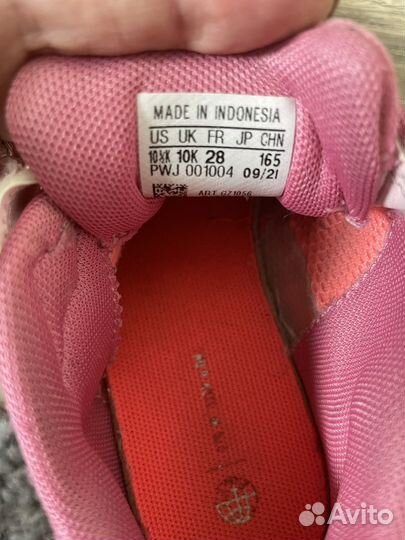 MADE IN INDONESIA
US UK FR JP CHN
10½K 10K 28 165
PWJ 001004 09/21
ART GZ1056
Avito